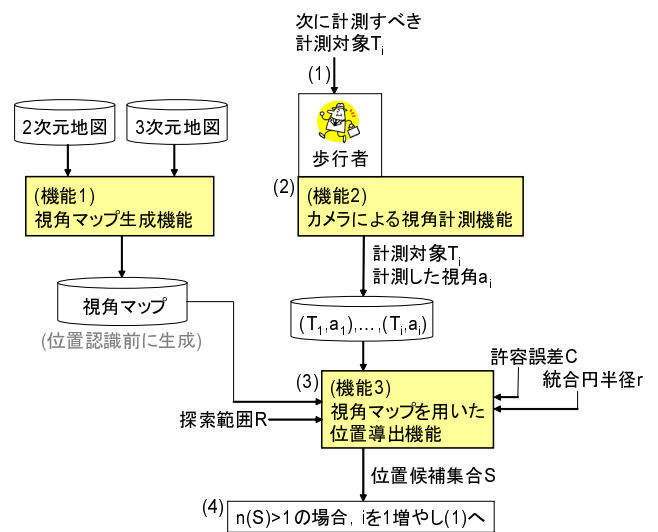 次に計測すべき
計測対象Ti
(1)
2次元地図
3次元地図
歩行者
(機能1)
視角マップ生成機能
(2)
(機能2)
カメラによる視角計測機能
計測対象Ti
計測した視角ai
視角マップ
(位置認識前に生成)
(T1,a1),...,(Ti,ai)
許容誤差C
統合円半径r
(3)
(機能3)
視角マップを用いた
位置導出機能
探索範囲R
位置候補集合S
(4)
n(S)>1の場合, iを1増やし(1)へ